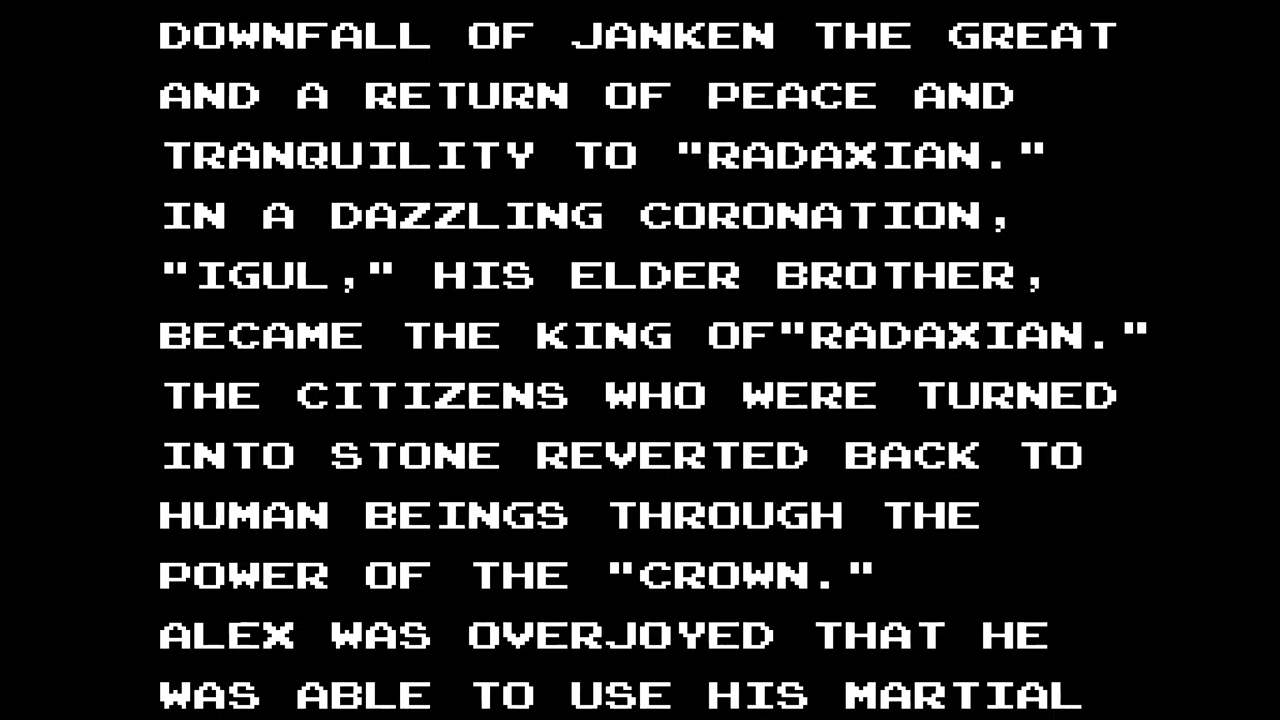 DOWNFALL OF JANKEN THE GREAT
AND A RETURN OF PEACE AND
TRANQUILITY TO "RADAXIAN."
IN A DAZZLING CORONATION,
"IGUL," HIS ELDER BROTHER,
BECAME THE KING OF"RADAXIAN."
THE CITIZENS WHO WERE TURNED
INTO STONE REVERTED BACK TO
HUMAN BEINGS THROUGH THE
POWER OF THE "CROWN."
ALEX WAS OVERJOYED THAT HE
WAS ABLE TO USE HIS MARTIAL